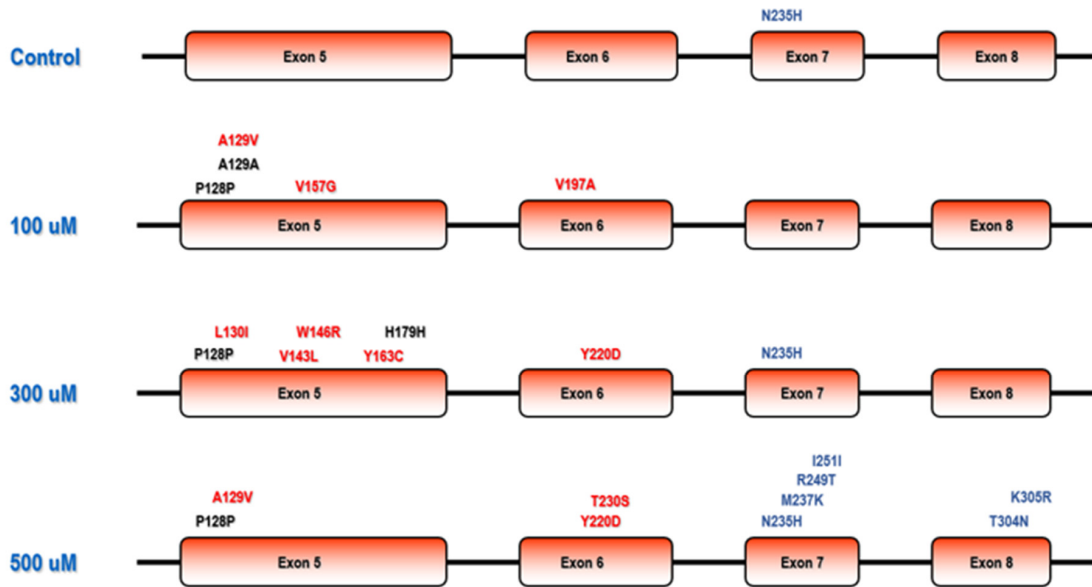 N235H
Control
Exon 5
Exon 6
Exon 7
Exon 8
A129V
A129A
P128P
V157G
V197A
100 uM
Exon 5
Exon 6
Exon 7
Exon 8
L130I
W146R
H179H
P128P
V143L
Y163C
Y220D
N235H
300 uM
Exon 5
Exon 6
Exon 7
Exon 8
I251I
R249T
A129V
T230S
M237K
K305R
P128P
Y220D
N235H
T304N
500 uM
Exon 5
Exon 6
Exon 7
Exon 8